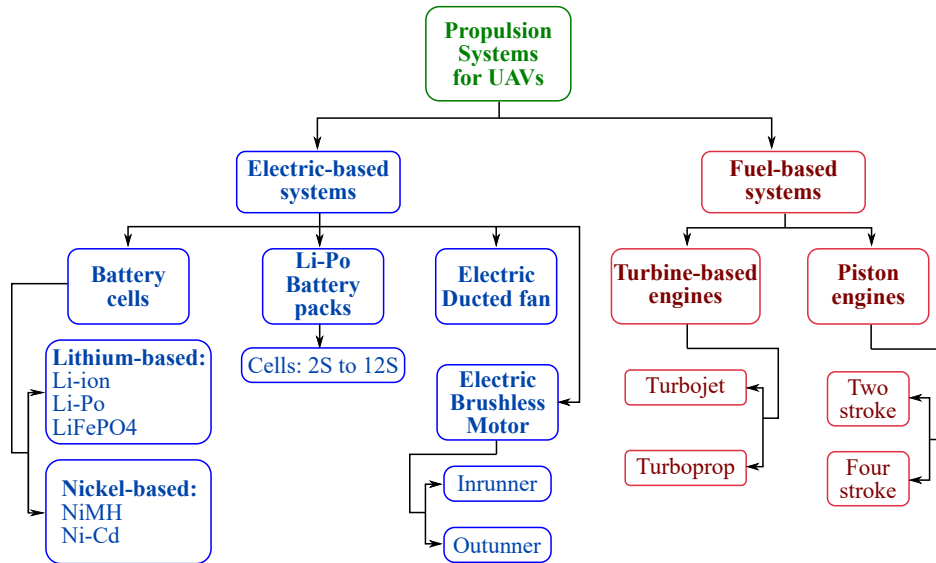 Propulsion
Systems
for UAVs
Electric-based
systems
Fuel-based
systems
Battery
cells
Li-Po
Battery
packs
Electric
Ducted fan
Turbine-based
engines
Piston
engines
Lithium-based:
Li-ion
Li-Po
LiFePO4
Cells: 2S to 12S
Electric
Brushless
Motor
Turbojet
Two
stroke
Turboprop
Four
stroke
Nickel-based:
NiMH
Ni-Cd
Inrunner
Outunner